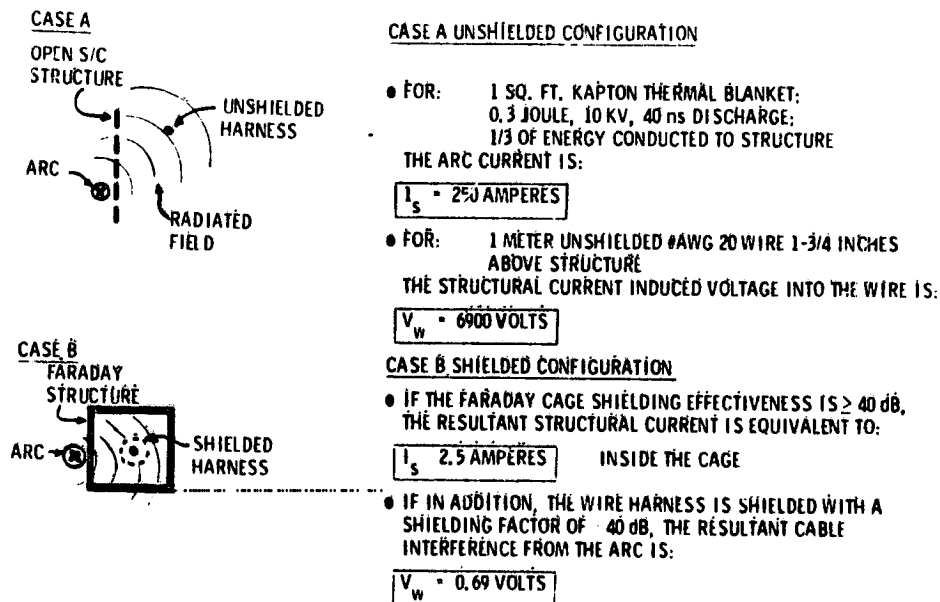 CASE A
OPEN S/C
STRUCTURE
UNSHIELDED
HARNESS
ARC
RADIATED
FIELD
CASE A UNSHIELDED CONFIGURATION
• FOR: 1 SQ. FT. KAPTON THERMAL BLANKET;
0.3 JOULE, 10 KV, 40 ns DISCHARGE;
1/3 OF ENERGY CONDUCTED TO STRUCTURE
THE ARC CURRENT IS:
I_s = 250 AMPERES
• FOR: 1 METER UNSHIELDED #AWG 20 WIRE 1-3/4 INCHES
ABOVE STRUCTURE
THE STRUCTURAL CURRENT INDUCED VOLTAGE INTO THE WIRE IS:
V_w = 6900 VOLTS
CASE B
FARADAY
STRUCTURE
ARC
SHIELDED
HARNESS
CASE B SHIELDED CONFIGURATION
• IF THE FARADAY CAGE SHIELDING EFFECTIVENESS IS ≥ 40 dB,
THE RESULTANT STRUCTURAL CURRENT IS EQUIVALENT TO:
I_s 2.5 AMPERES INSIDE THE CAGE
• IF IN ADDITION, THE WIRE HARNESS IS SHIELDED WITH A
SHIELDING FACTOR OF 40 dB, THE RESULTANT CABLE
INTERFERENCE FROM THE ARC IS:
V_w = 0.69 VOLTS